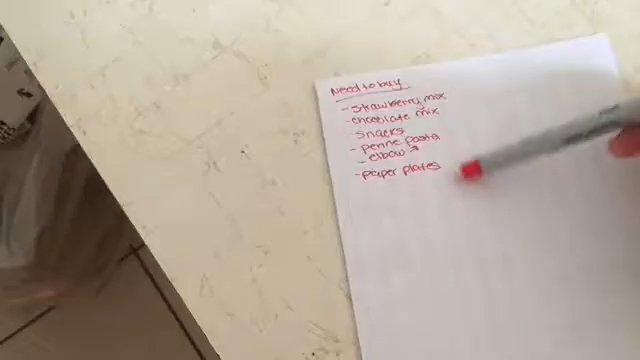 Need to buy
- strawberry mix
- chocolate mix
- snacks
- penne pasta
- elbow "
- paper plates